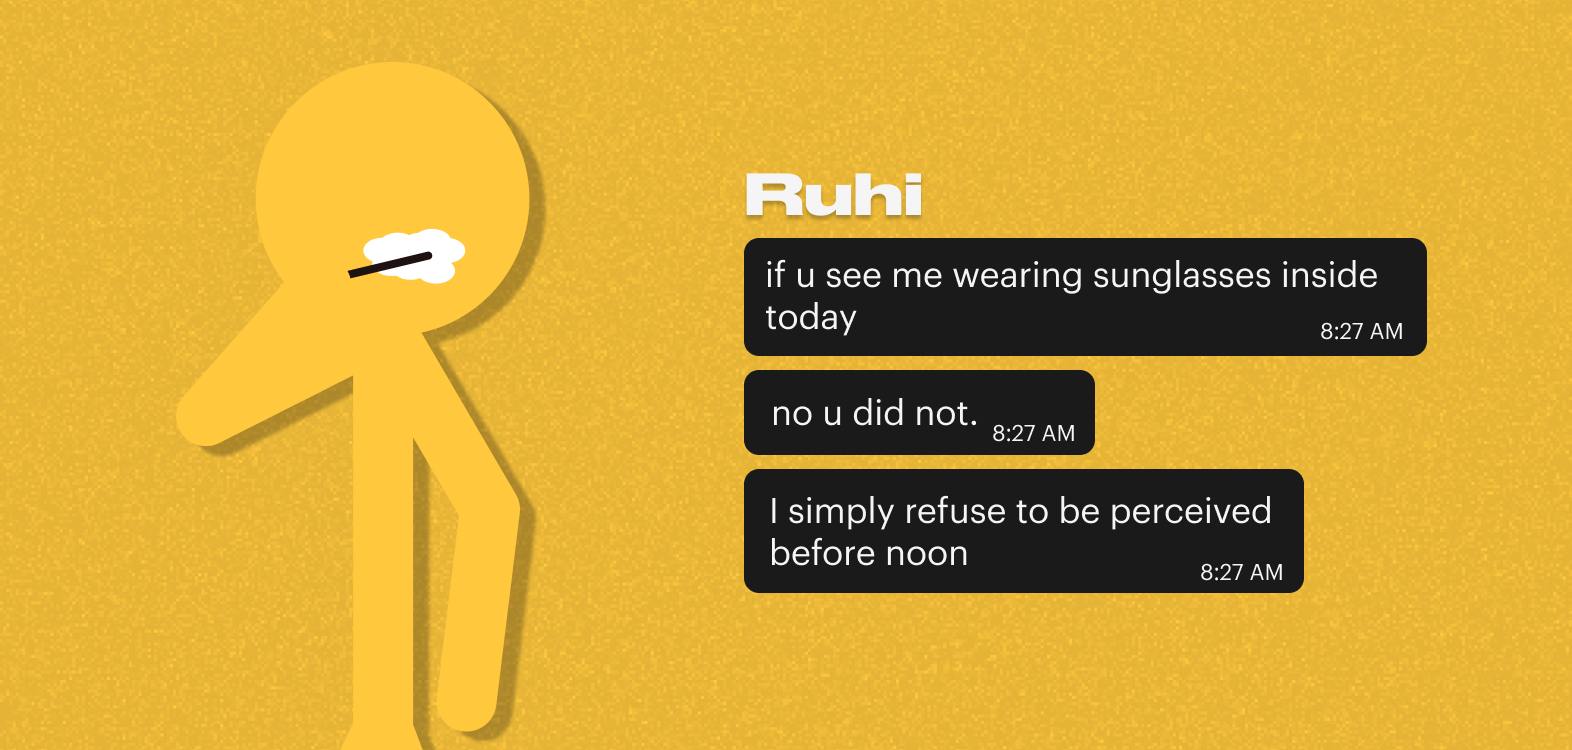 Ruhi
if u see me wearing sunglasses inside
today
8:27 AM
no u did not.
8:27 AM
I simply refuse to be perceived
before noon
8:27 AM